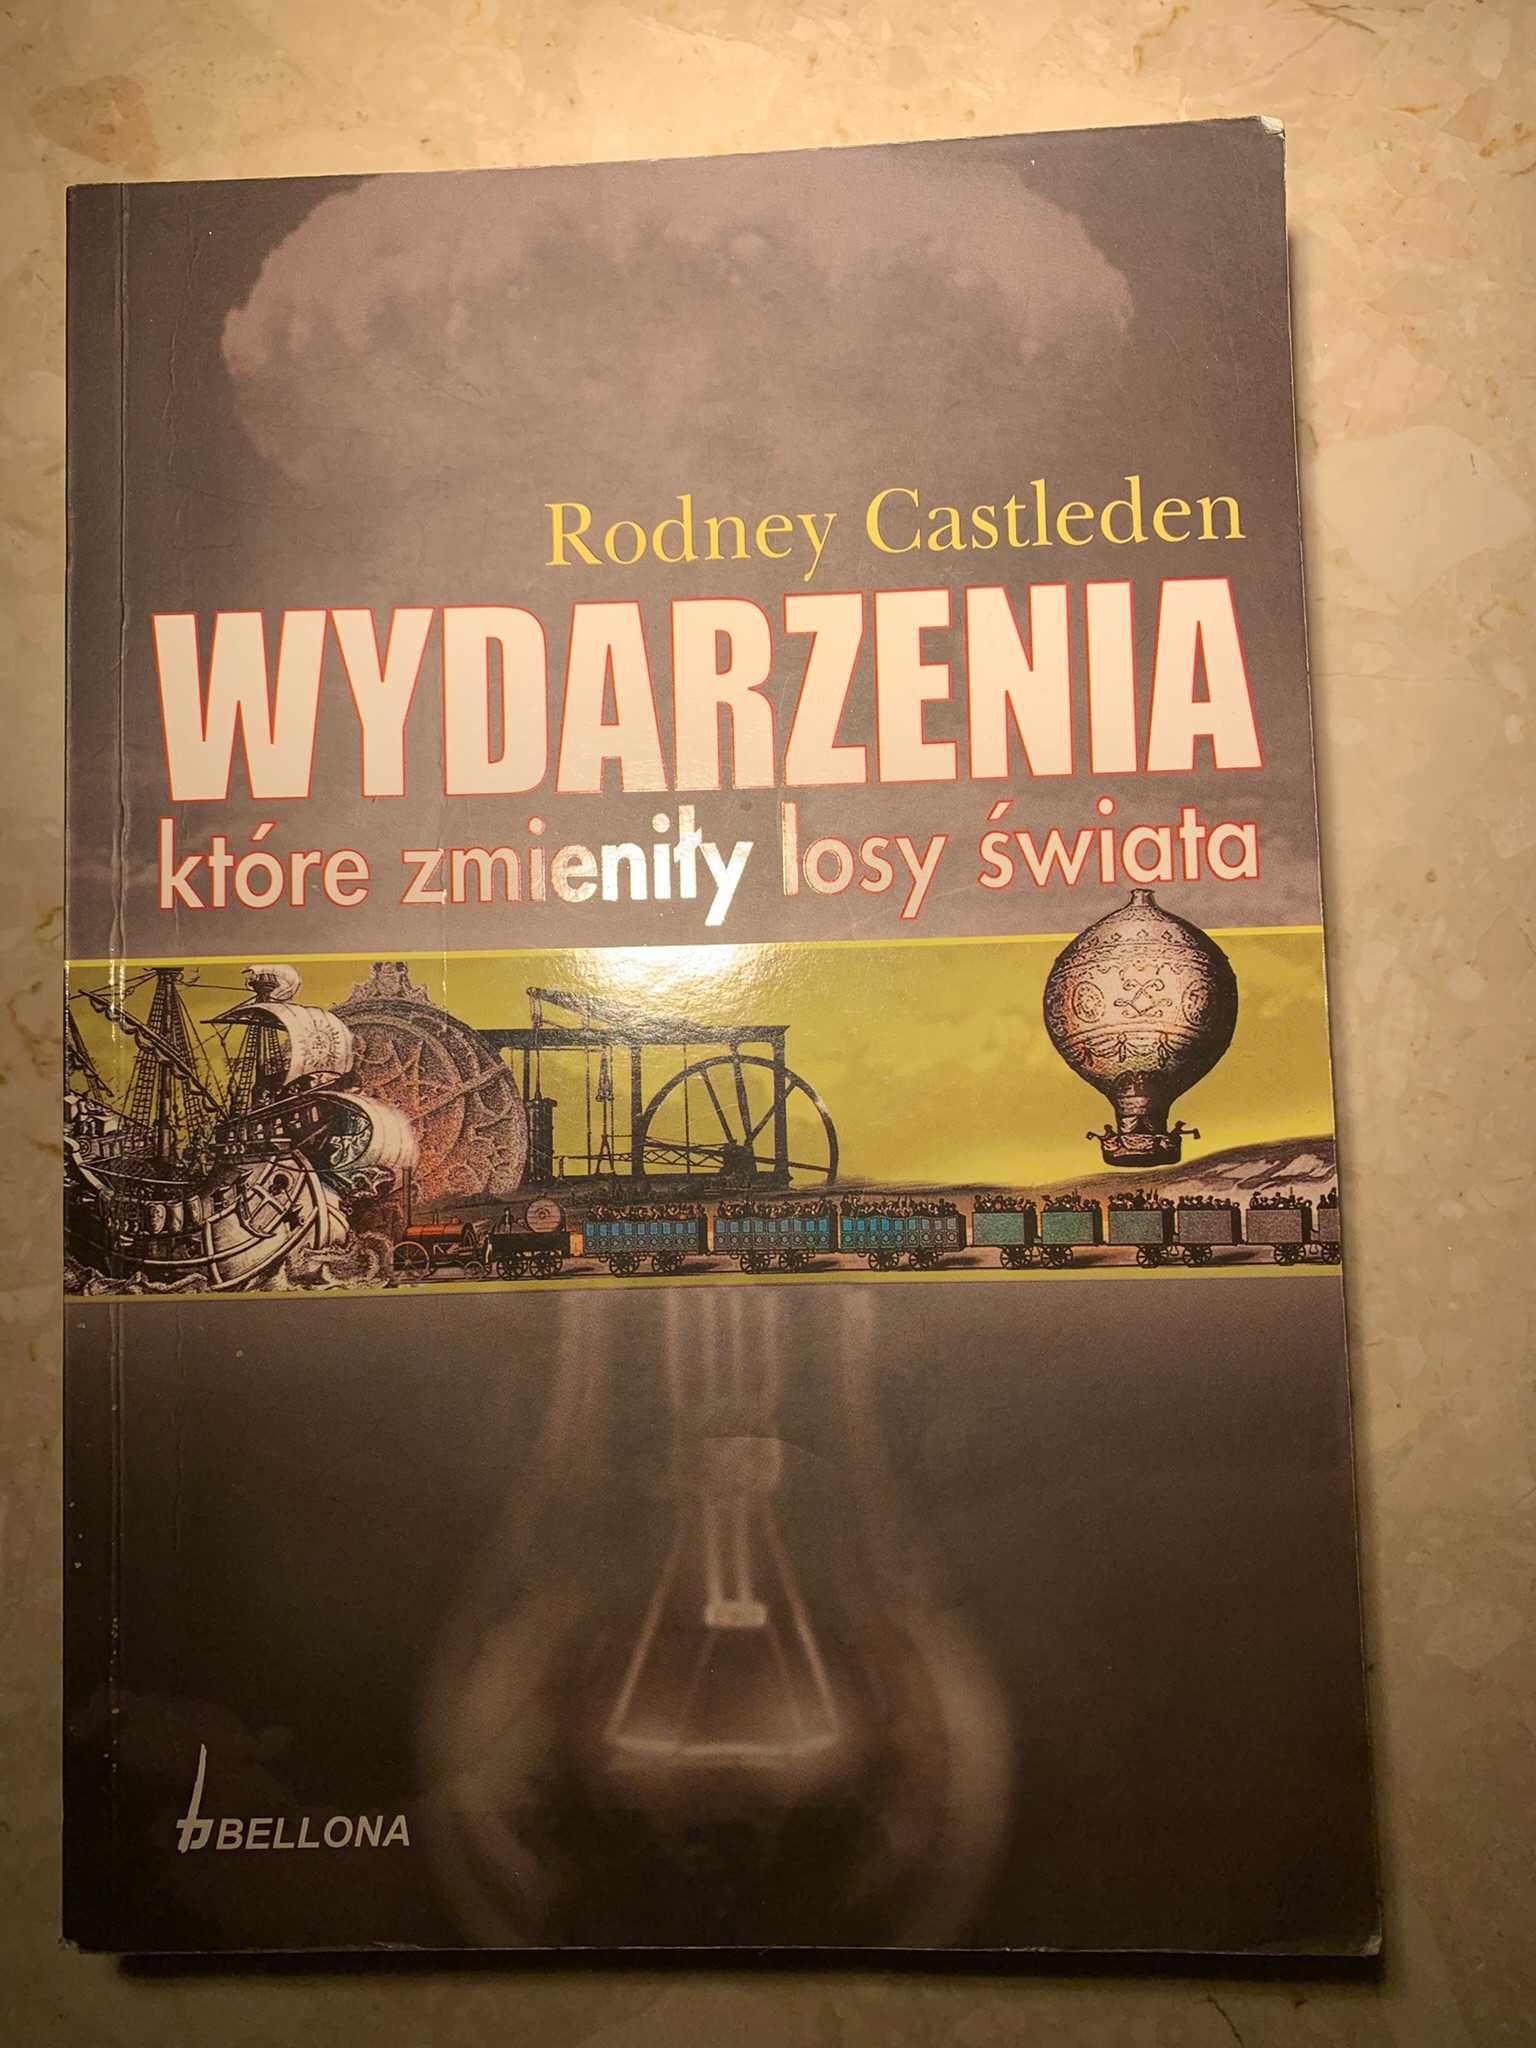 Rodney Castleden
WYDARZENIA
które zmieniły losy świata
BELLONA